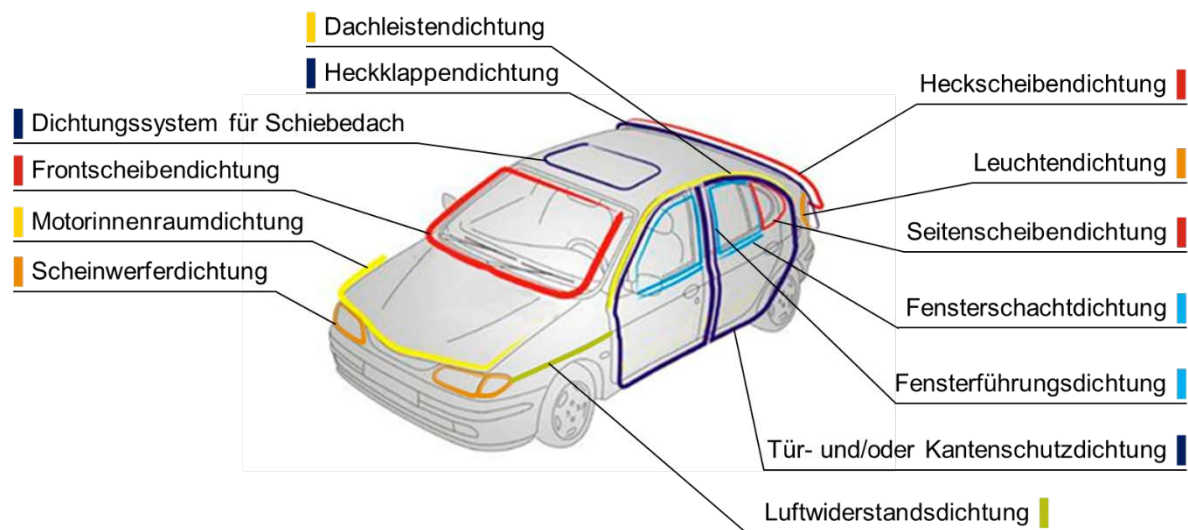 Dachleistendichtung
Heckklappendichtung
Dichtungssystem für Schiebedach
Frontscheibendichtung
Motorinnenraumdichtung
Scheinwerferdichtung
Heckscheibendichtung
Leuchtendichtung
Seitenscheibendichtung
Fensterschachtdichtung
Fensterführungsdichtung
Tür- und/oder Kantenschutzdichtung
Luftwiderstandsdichtung